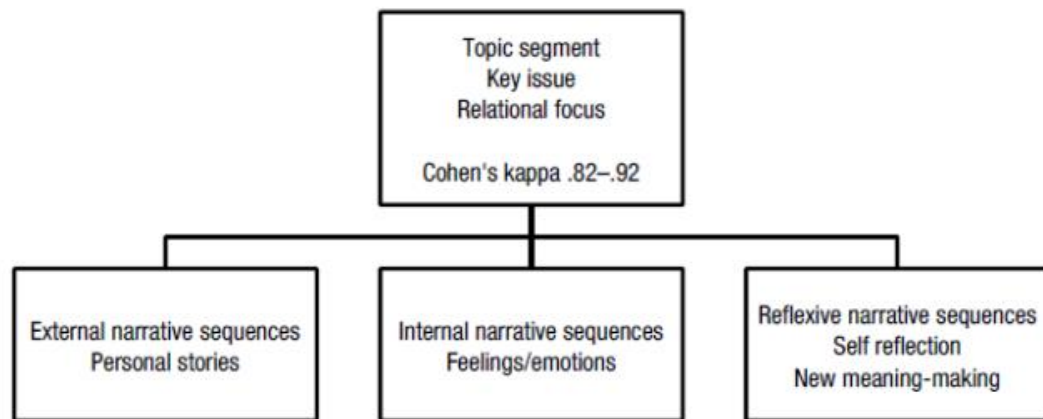 Topic segment
Key issue
Relational focus
Cohen's kappa .82–.92
External narrative sequences
Personal stories
Internal narrative sequences
Feelings/emotions
Reflexive narrative sequences
Self reflection
New meaning-making